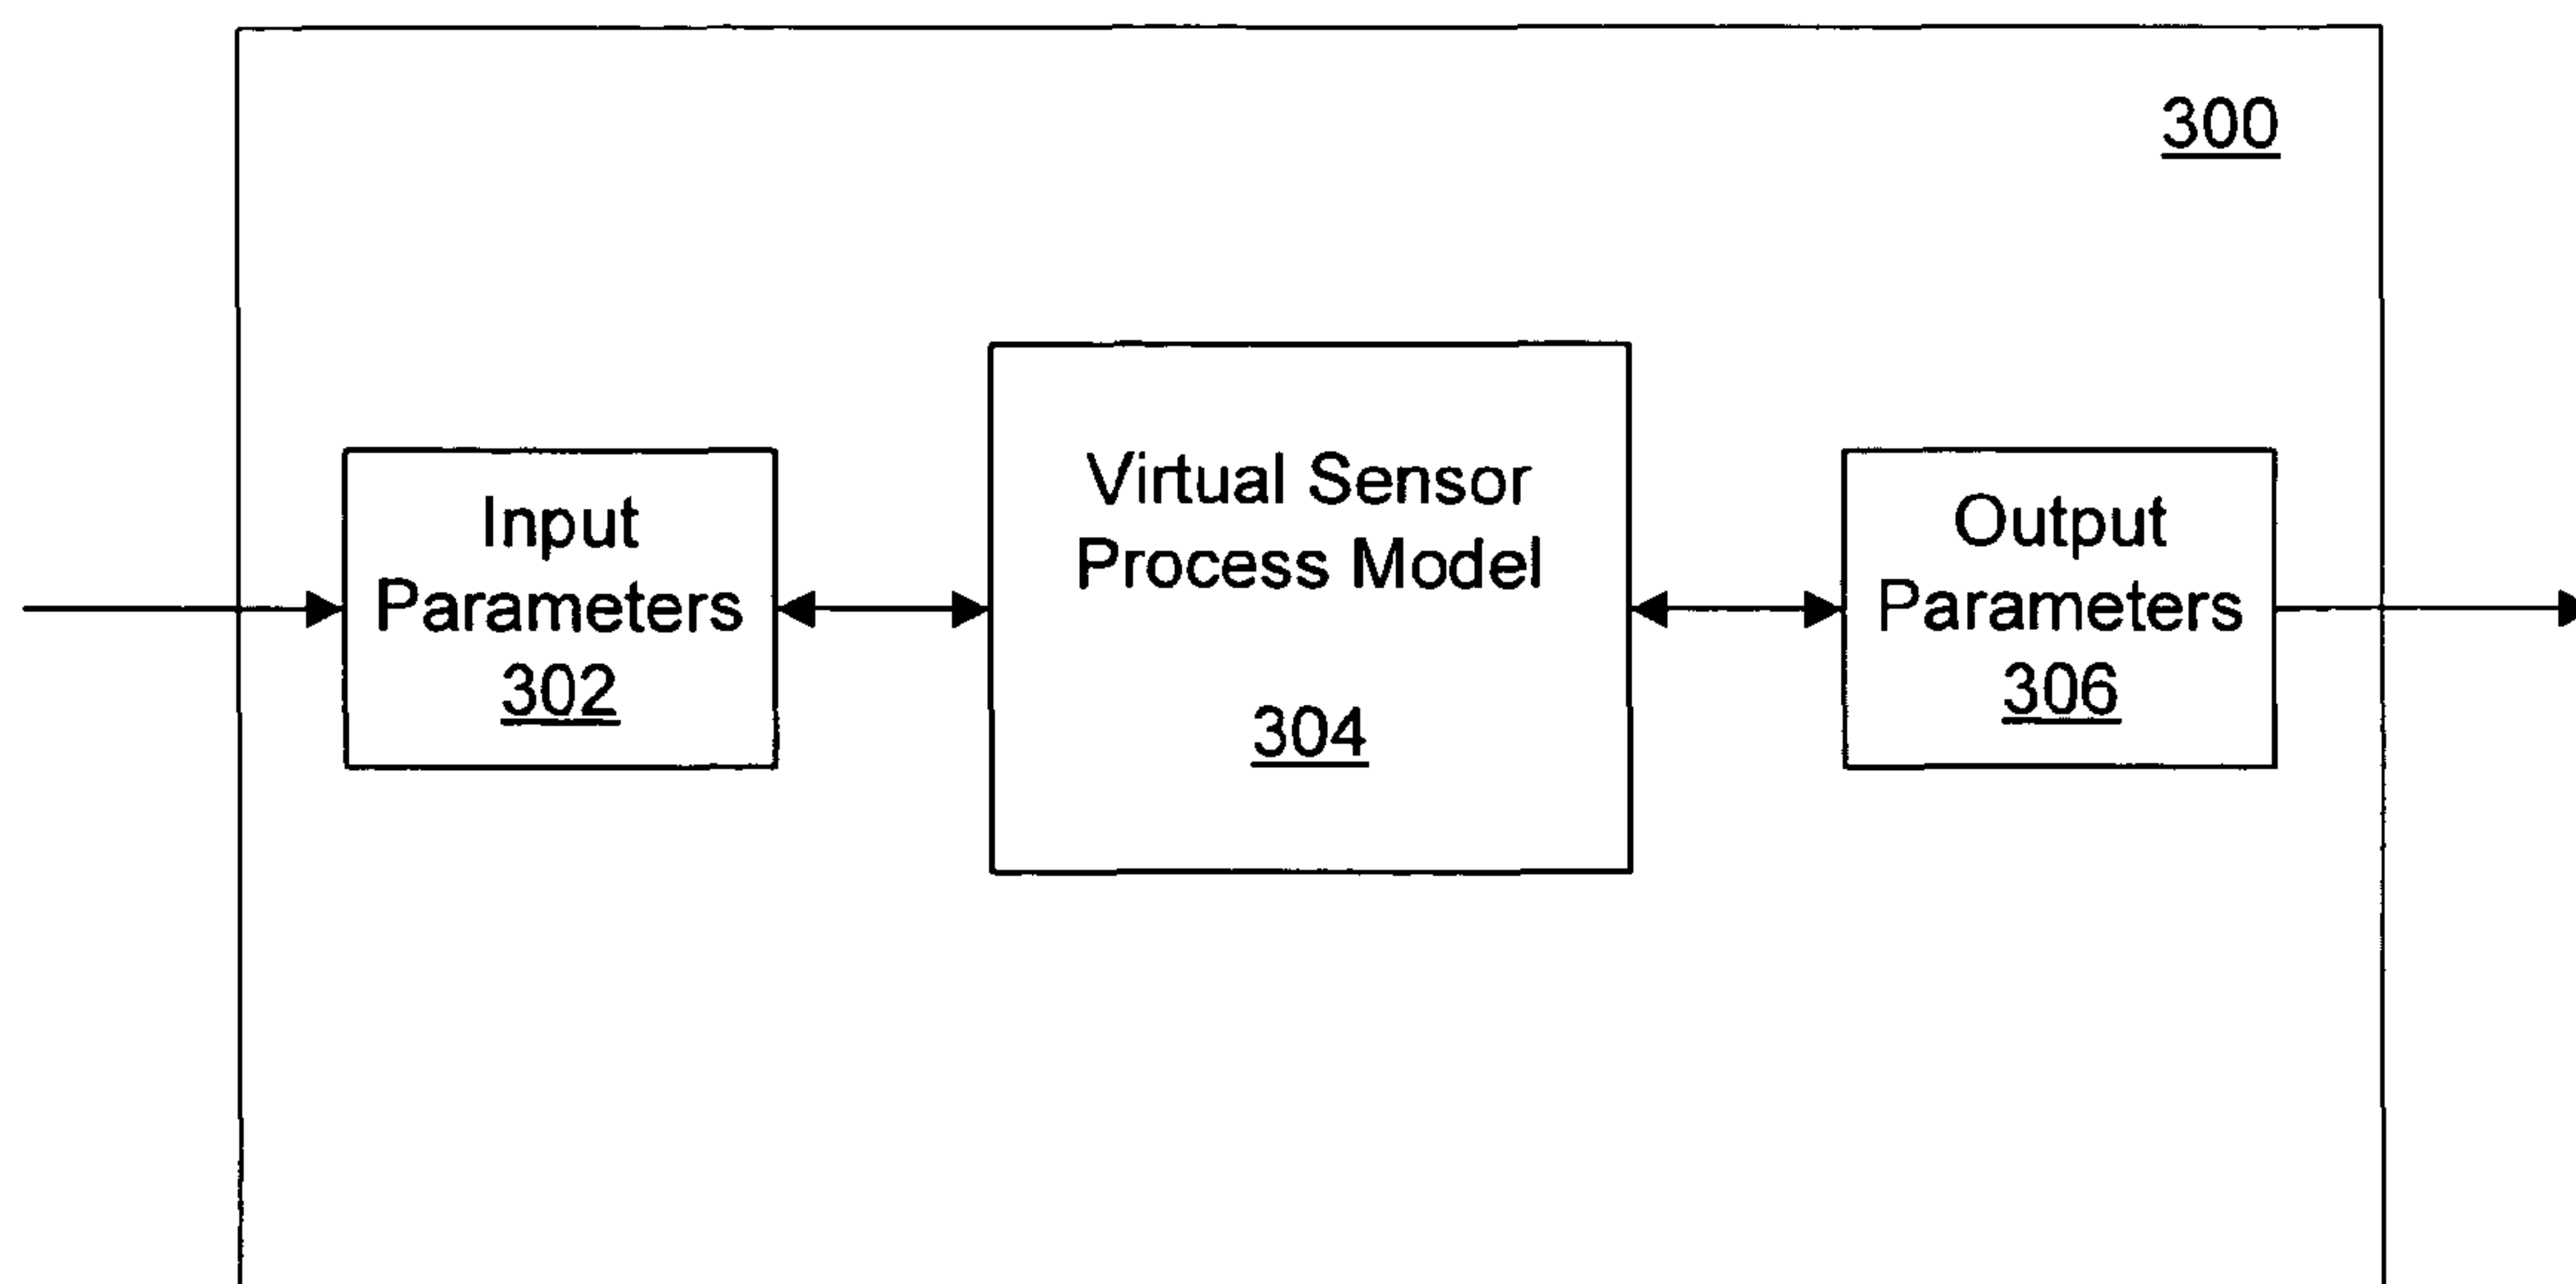 300
Input
Parameters
302
Virtual Sensor
Process Model
304
Output
Parameters
306